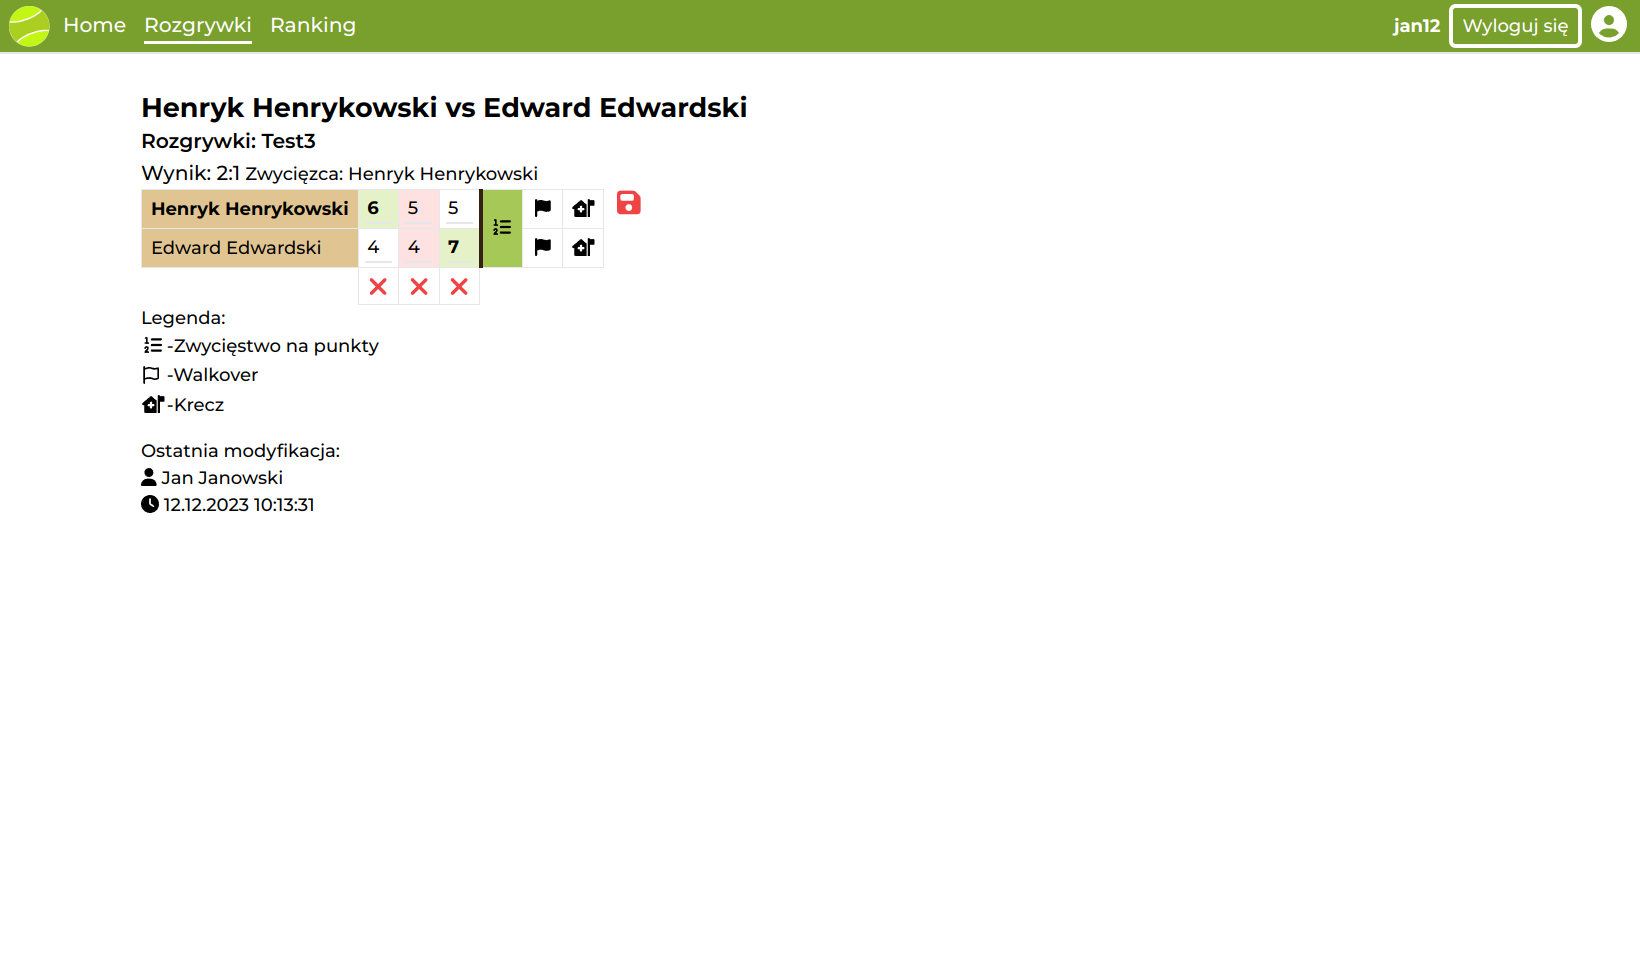 Home Rozgrywki Ranking jan12 Wyloguj się
Henryk Henrykowski vs Edward Edwardski
Rozgrywki: Test3
Wynik: 2:1 Zwycięzca: Henryk Henrykowski
Henryk Henrykowski 6 5 5
Edward Edwardski 4 4 7
Legenda:
-Zwycięstwo na punkty
-Walkover
-Krecz
Ostatnia modyfikacja:
Jan Janowski
12.12.2023 10:13:31